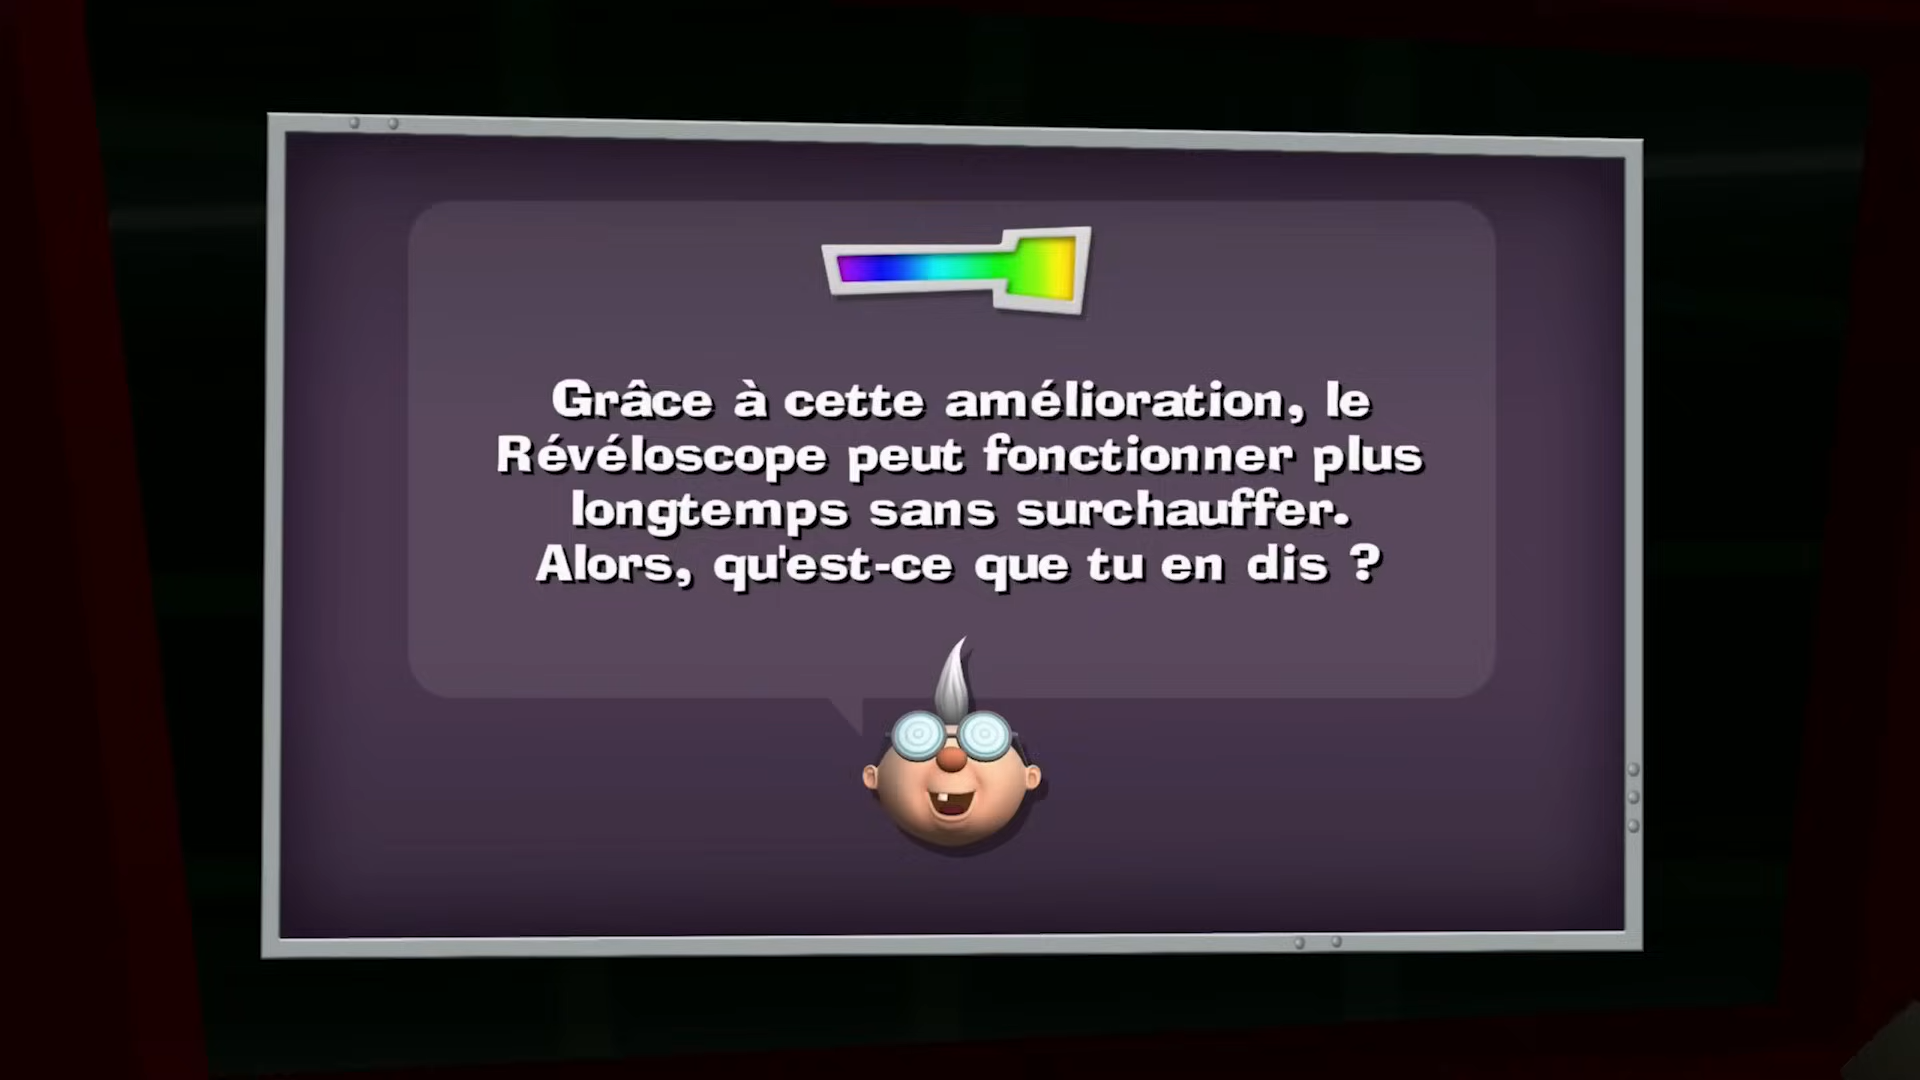 Grâce à cette amélioration, le
Révéloscope peut fonctionner plus
longtemps sans surchauffer.
Alors, qu'est-ce que tu en dis ?